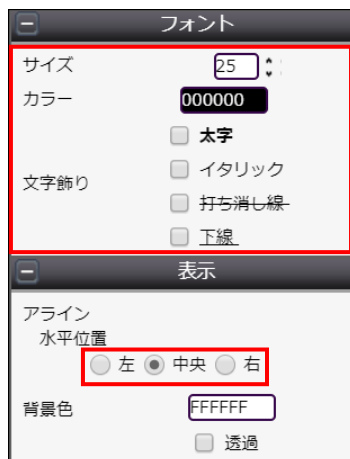 フォント
サイズ 25
カラー 000000
太字
イタリック
文字飾り
打ち消し線
下線
表示
アライン
水平位置
左 中央 右
背景色 FFFFFF
透過